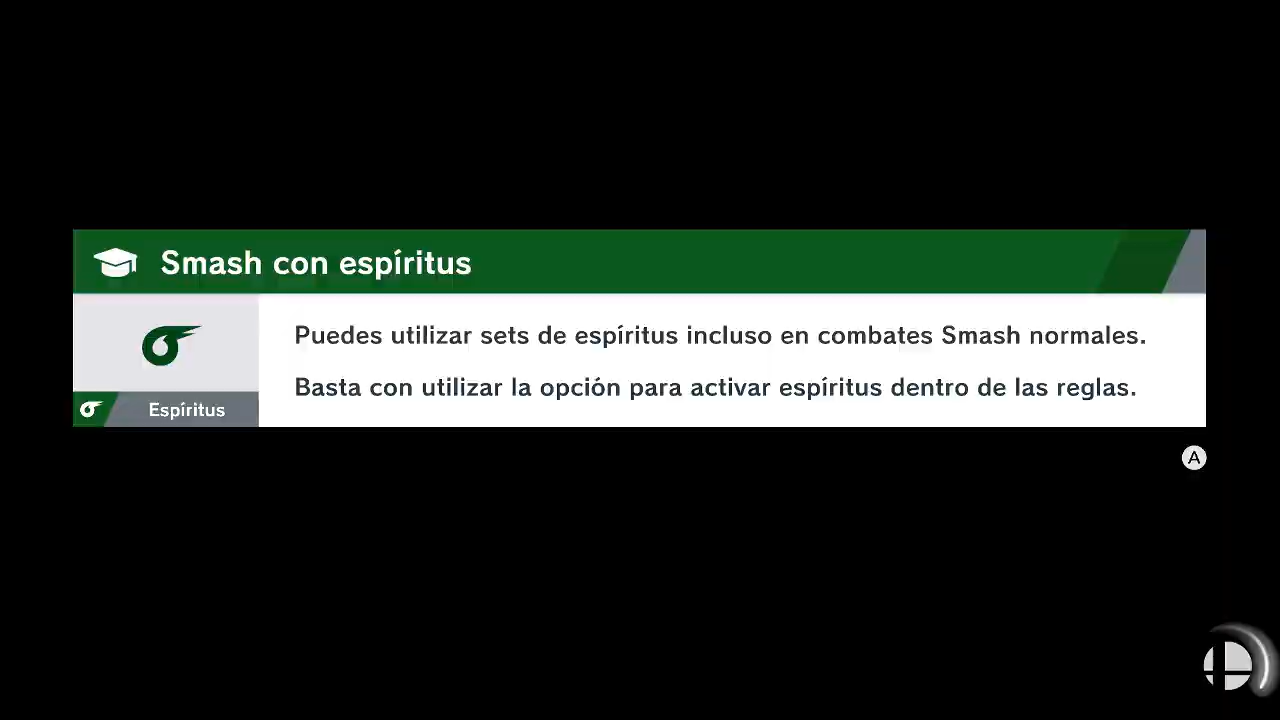 Smash con espíritus
Puedes utilizar sets de espíritus incluso en combates Smash normales.
Basta con utilizar la opción para activar espíritus dentro de las reglas.
Espíritus
A